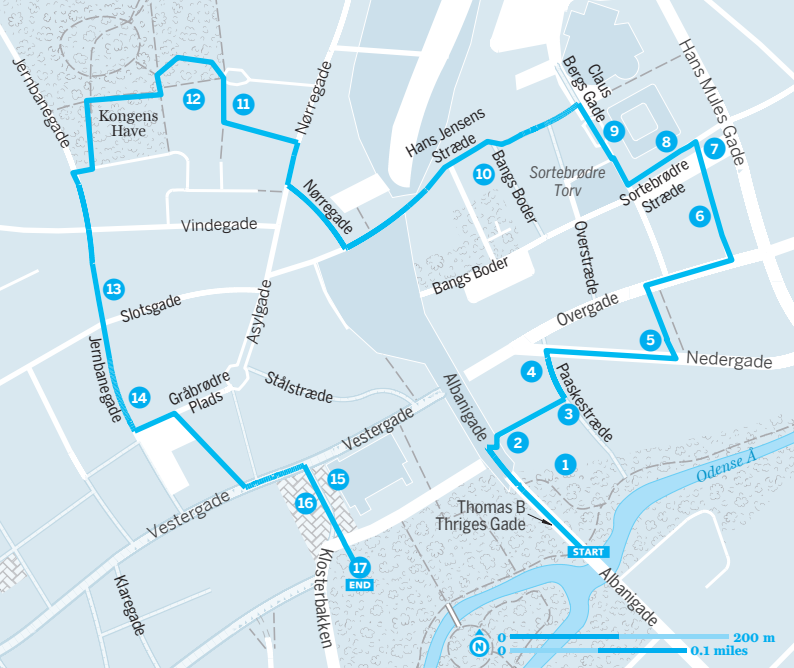 Jernbanegade
Kongens
Have
12
11
Nørregade
Hans Jensens
Stræde
Claus
Bergs Gade
Hans Mules Gade
9
8
7
10
Bangs Boder
Sortebrødre
Torv
Sortebrødre
Stræde
6
Nørregade
Vindegade
Overstræde
Bangs Boder
13
Slotsgade
Asylgade
Overgade
5
Nedergade
Jernbanegade
14
Gråbrødre
Plads
Stålstræde
4
Paaskestræde
3
Albanigade
2
1
Vestergade
Odense Å
15
16
Vestergade
Thomas B
Thriges Gade
START
17
END
Klosterbakken
Klaregade
Albanigade
N
0 200 m
0 0.1 miles